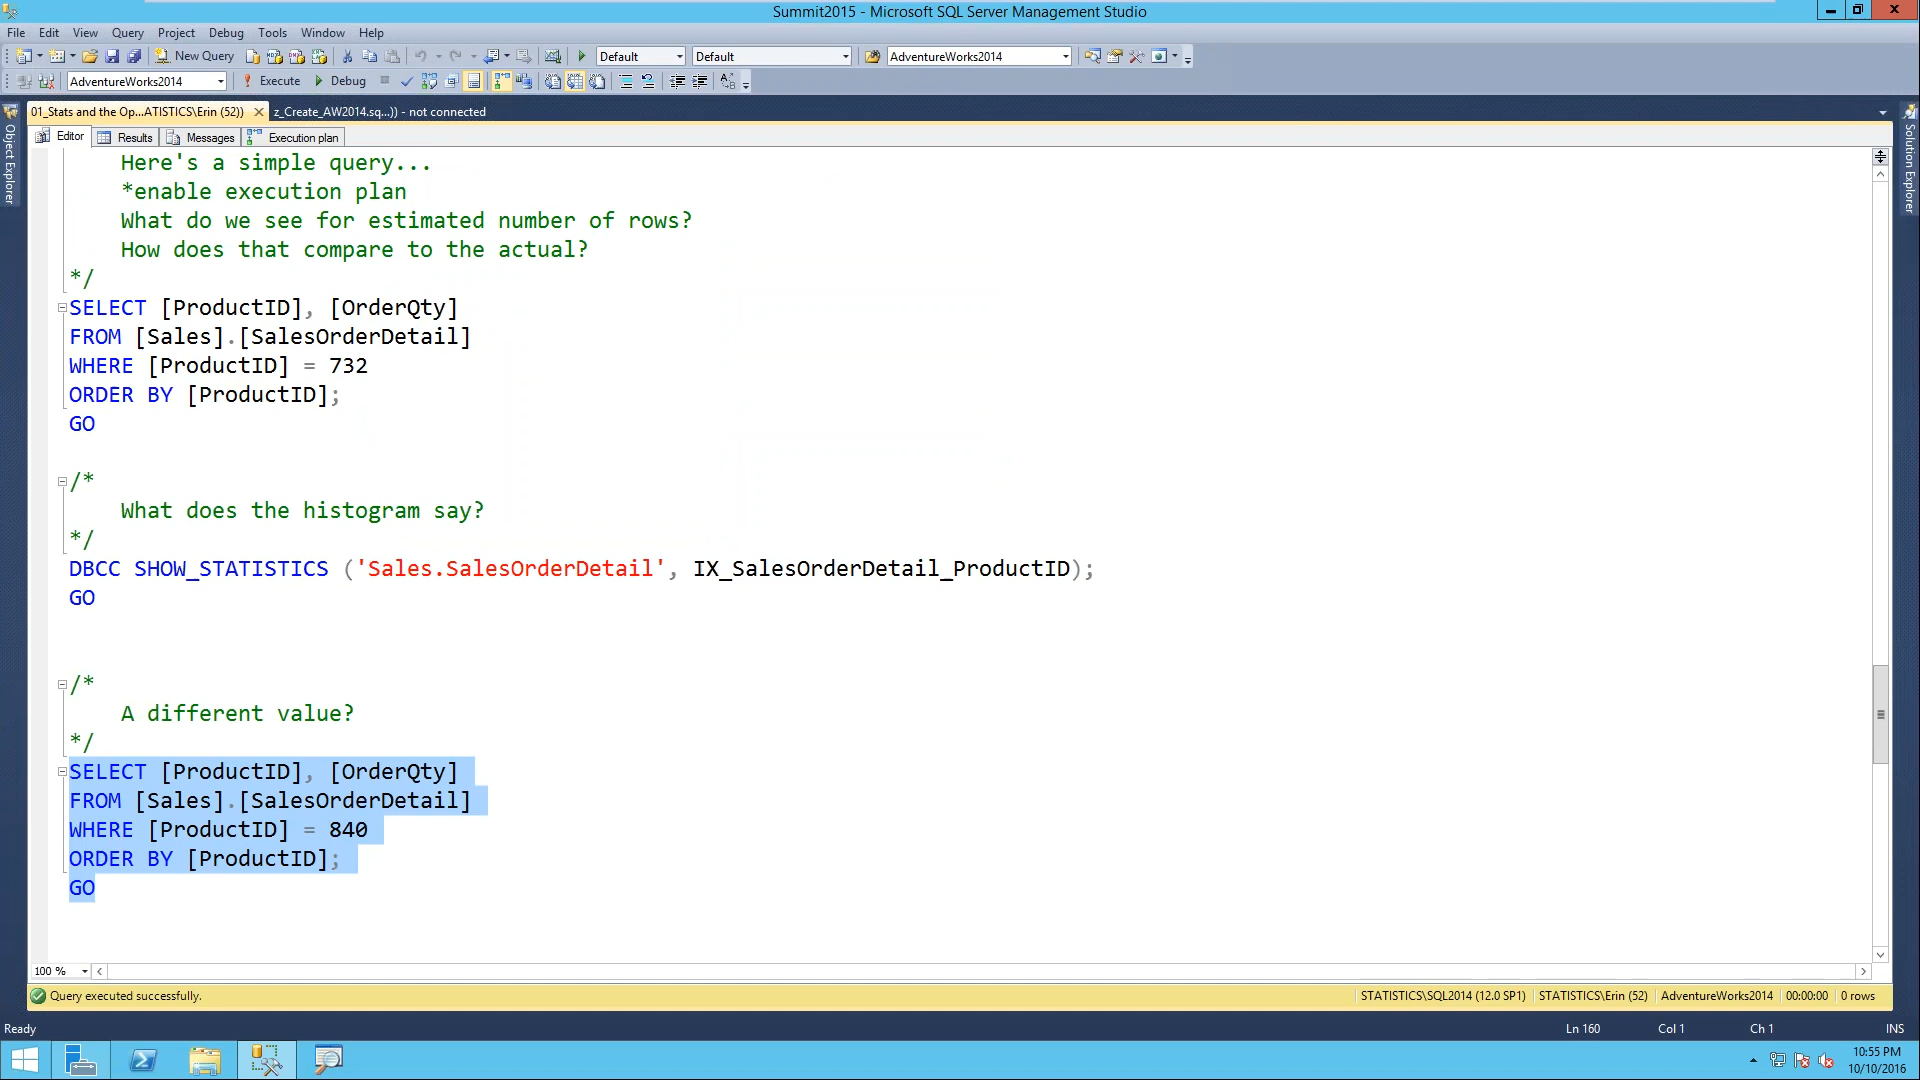 Summit2015 - Microsoft SQL Server Management Studio
File Edit View Query Project Debug Tools Window Help
New Query Default Default AdventureWorks2014
AdventureWorks2014 Execute Debug
01_Stats and the Op...ATISTICS\Erin (52)) z_Create_AW2014.sq...)) - not connected
Editor Results Messages Execution plan
Object Explorer
Solution Explorer
Here's a simple query...
*enable execution plan
What do we see for estimated number of rows?
How does that compare to the actual?
*/
SELECT [ProductID], [OrderQty]
FROM [Sales].[SalesOrderDetail]
WHERE [ProductID] = 732
ORDER BY [ProductID];
GO
/*
What does the histogram say?
*/
DBCC SHOW_STATISTICS ('Sales.SalesOrderDetail', IX_SalesOrderDetail_ProductID);
GO
/*
A different value?
*/
SELECT [ProductID], [OrderQty]
FROM [Sales].[SalesOrderDetail]
WHERE [ProductID] = 840
ORDER BY [ProductID];
GO
100 %
Query executed successfully. STATISTICS\SQL2014 (12.0 SP1) STATISTICS\Erin (52) AdventureWorks2014 00:00:00 0 rows
Ready Ln 160 Col 1 Ch 1 INS
10:55 PM
10/10/2016